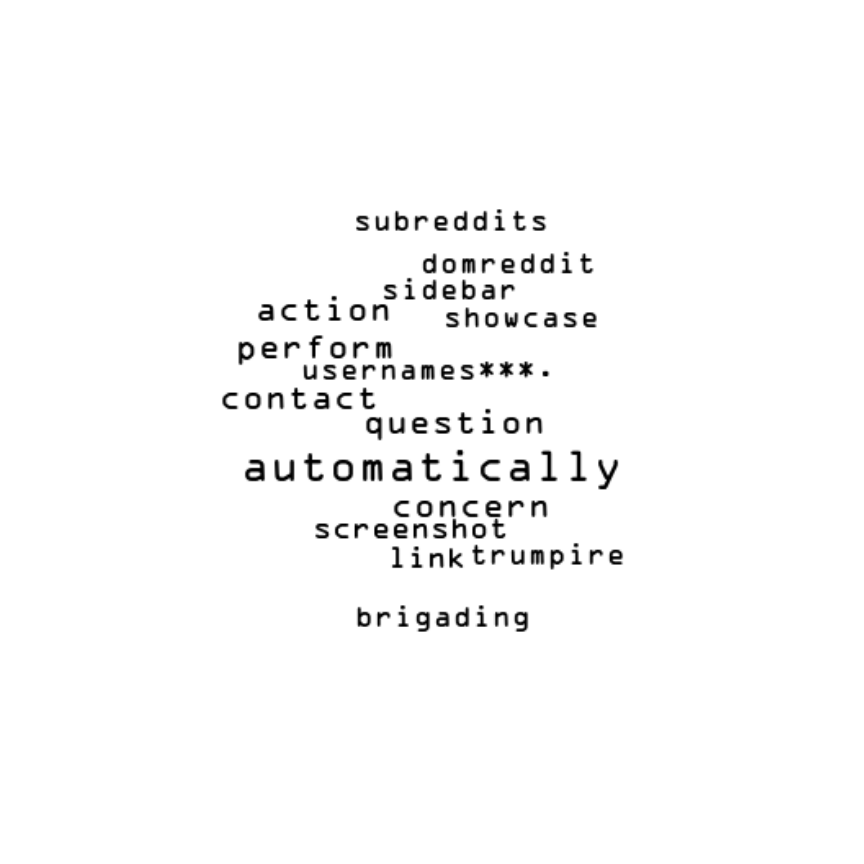 subreddits
domreddit
sidebar
action
showcase
perform
usernames***.
contact
question
automatically
concern
screenshot
link trumpire
brigading